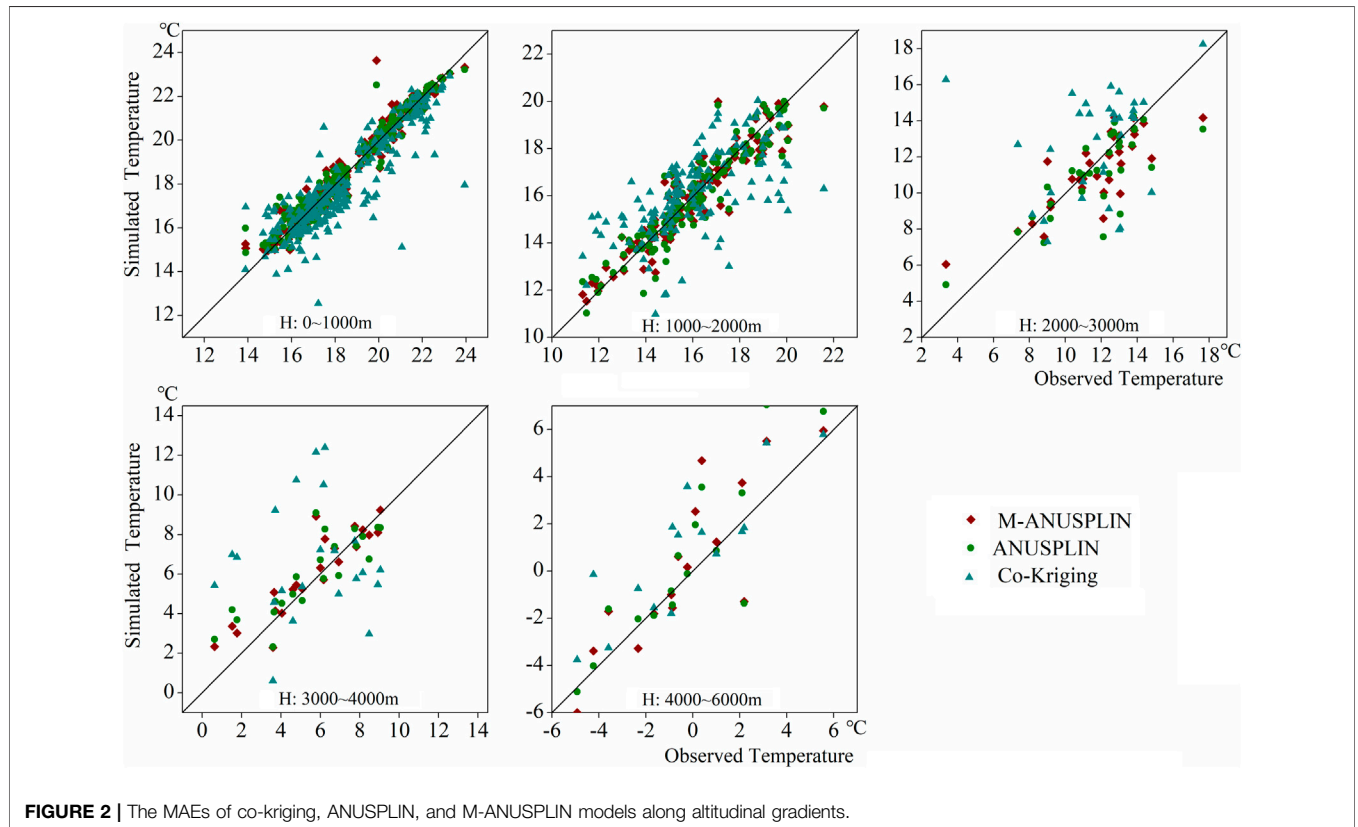 °C
24
22
20
18
16
14
12
Simulated Temperature
H: 0~1000m
12 14 16 18 20 22 24
22
20
18
16
14
12
10
H: 1000~2000m
10 12 14 16 18 20 22
18
16
14
12
10
8
6
4
2
H: 2000~3000m
2 4 6 8 10 12 14 16 18 °C
Observed Temperature
°C
14
12
10
8
6
4
2
0
Simulated Temperature
H: 3000~4000m
0 2 4 6 8 10 12 14
6
4
2
0
-2
-4
-6
H: 4000~6000m
-6 -4 -2 0 2 4 6 °C
Observed Temperature
M-ANUSPLIN
ANUSPLIN
Co-Kriging
FIGURE 2 | The MAEs of co-kriging, ANUSPLIN, and M-ANUSPLIN models along altitudinal gradients.